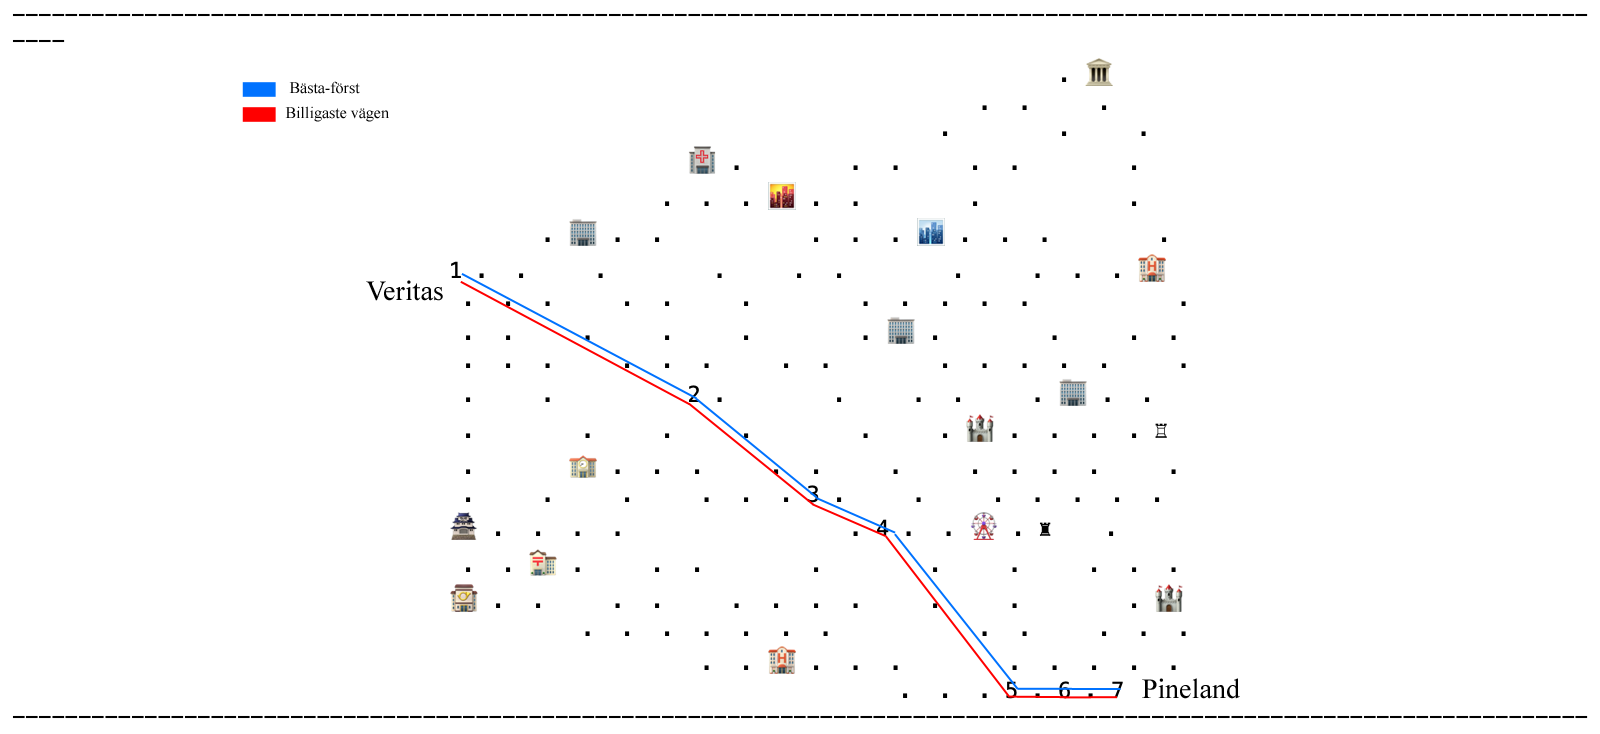 Bästa-först
Billigaste vägen
1
Veritas
2
3
4
5 6 7 Pineland